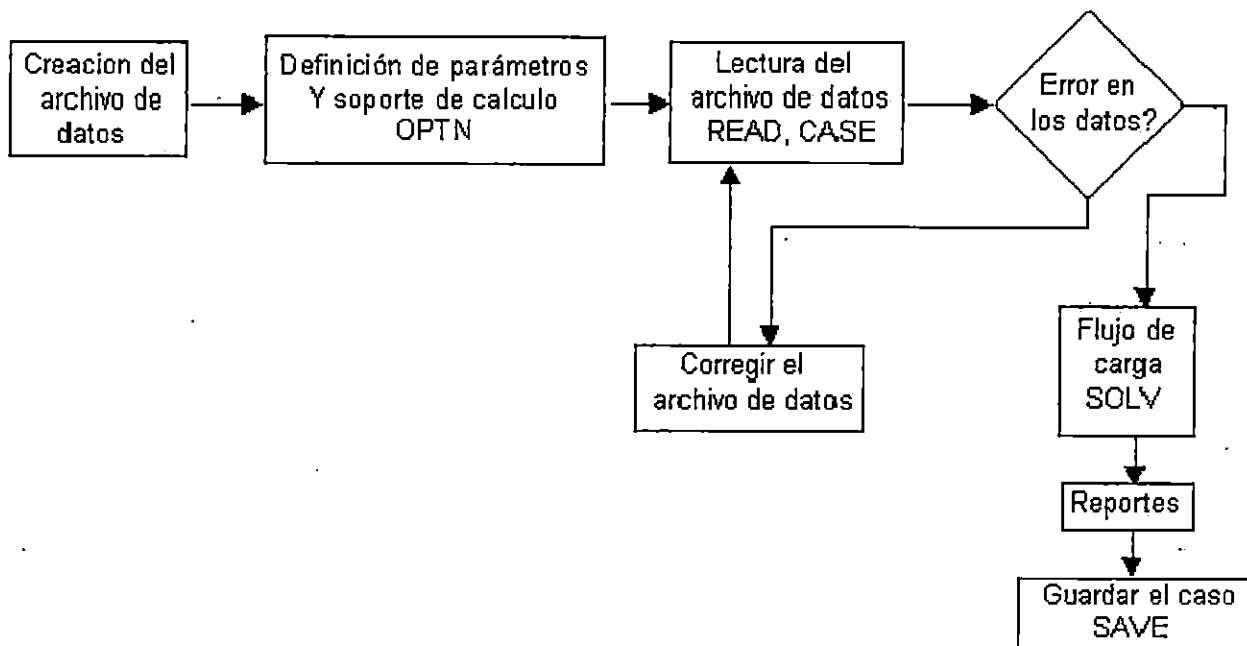 Creacion del
archivo de
datos
Definición de parámetros
Y soporte de calculo
OPTN
Lectura del
archivo de datos
READ, CASE
Error en
los datos?
Corregir el
archivo de datos
Flujo de
carga
SOLV
Reportes
Guardar el caso
SAVE